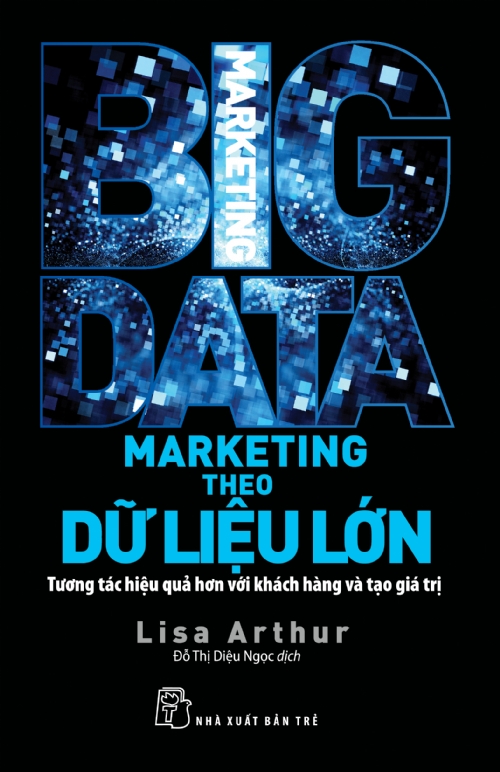 BIG
MARKETING
DATA
MARKETING
THEO
DỮ LIỆU LỚN
Tương tác hiệu quả hơn với khách hàng và tạo giá trị
Lisa Arthur
Đỗ Thị Diệu Ngọc dịch
T
NHÀ XUẤT BẢN TRẺ